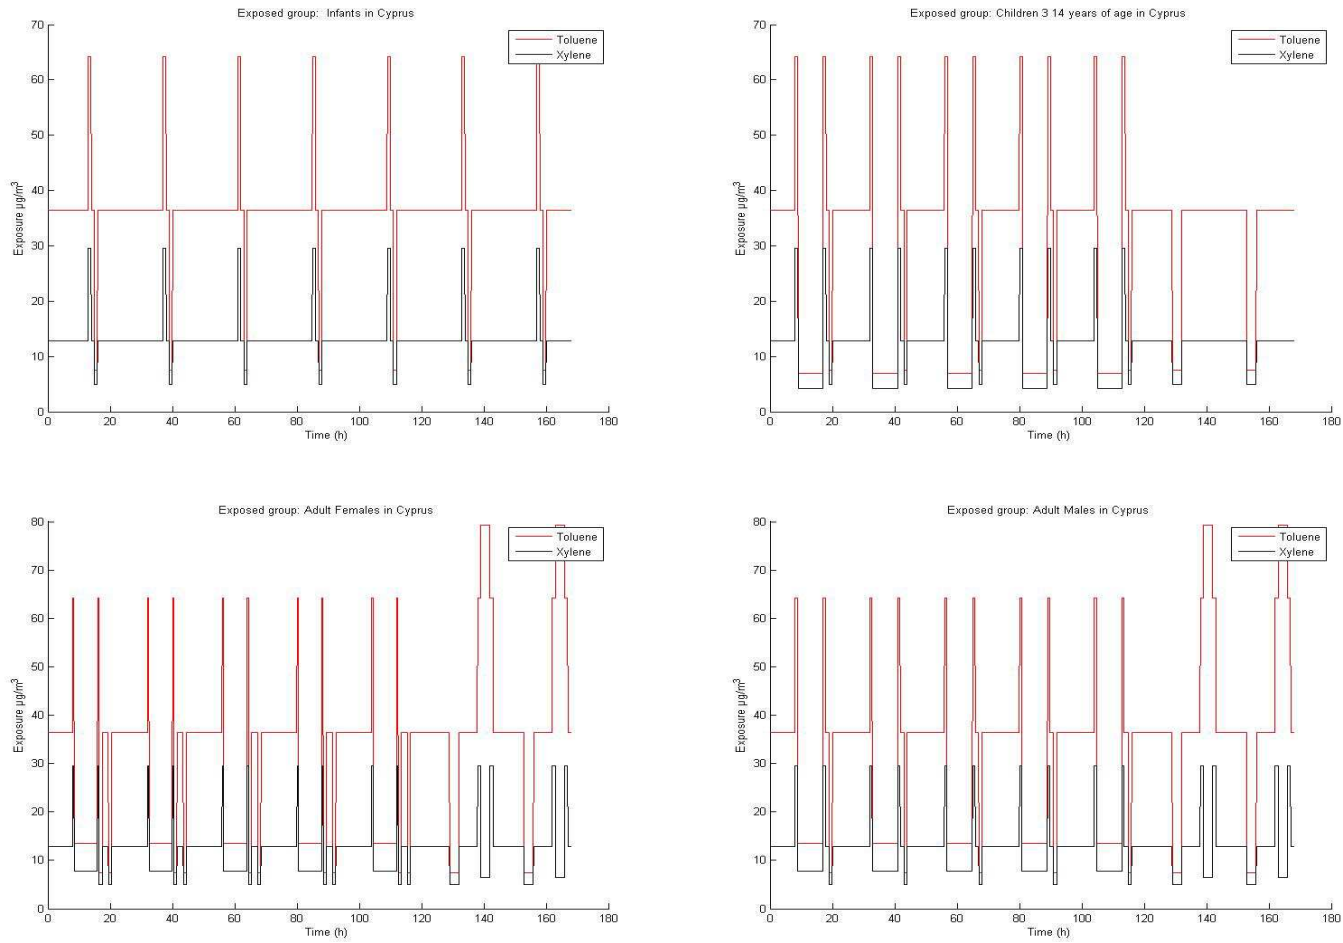 Exposed group: Infants in Cyprus
70
60
50
40
30
20
10
0
Exposure µg/m³
Toluene
Xylene
0 20 40 60 80 100 120 140 160 180
Time (h)
Exposed group: Children 3 14 years of age in Cyprus
70
60
50
40
30
20
10
0
Exposure µg/m³
Toluene
Xylene
0 20 40 60 80 100 120 140 160 180
Time (h)
Exposed group: Adult Females in Cyprus
80
70
60
50
40
30
20
10
0
Exposure µg/m³
Toluene
Xylene
0 20 40 60 80 100 120 140 160 180
Time (h)
Exposed group: Adult Males in Cyprus
80
70
60
50
40
30
20
10
0
Exposure µg/m³
Toluene
Xylene
0 20 40 60 80 100 120 140 160 180
Time (h)